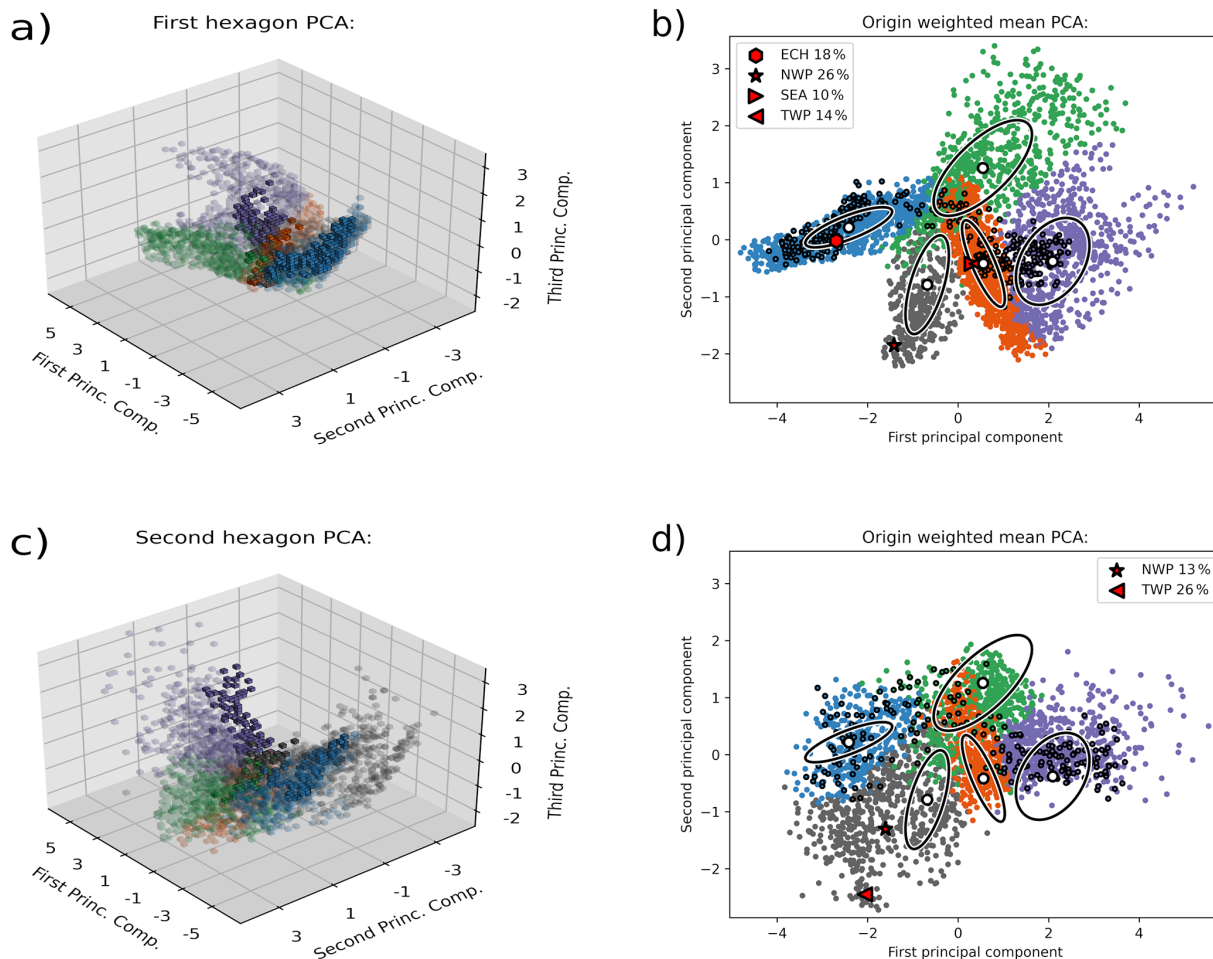 a)
First hexagon PCA:
3
2
1
0
-1
-2
Third Princ. Comp.
5
3
1
-1
-3
-5
First Princ. Comp.
3
1
-1
-3
Second Princ. Comp.
b)
Origin weighted mean PCA:
ECH 18%
NWP 26%
SEA 10%
TWP 14%
3
2
1
0
−1
−2
Second principal component
−4
−2
0
2
4
First principal component
c)
Second hexagon PCA:
3
2
1
0
-1
-2
Third Princ. Comp.
5
3
1
-1
-3
-5
First Princ. Comp.
3
1
-1
-3
Second Princ. Comp.
d)
Origin weighted mean PCA:
NWP 13%
TWP 26%
3
2
1
0
−1
−2
Second principal component
−4
−2
0
2
4
First principal component